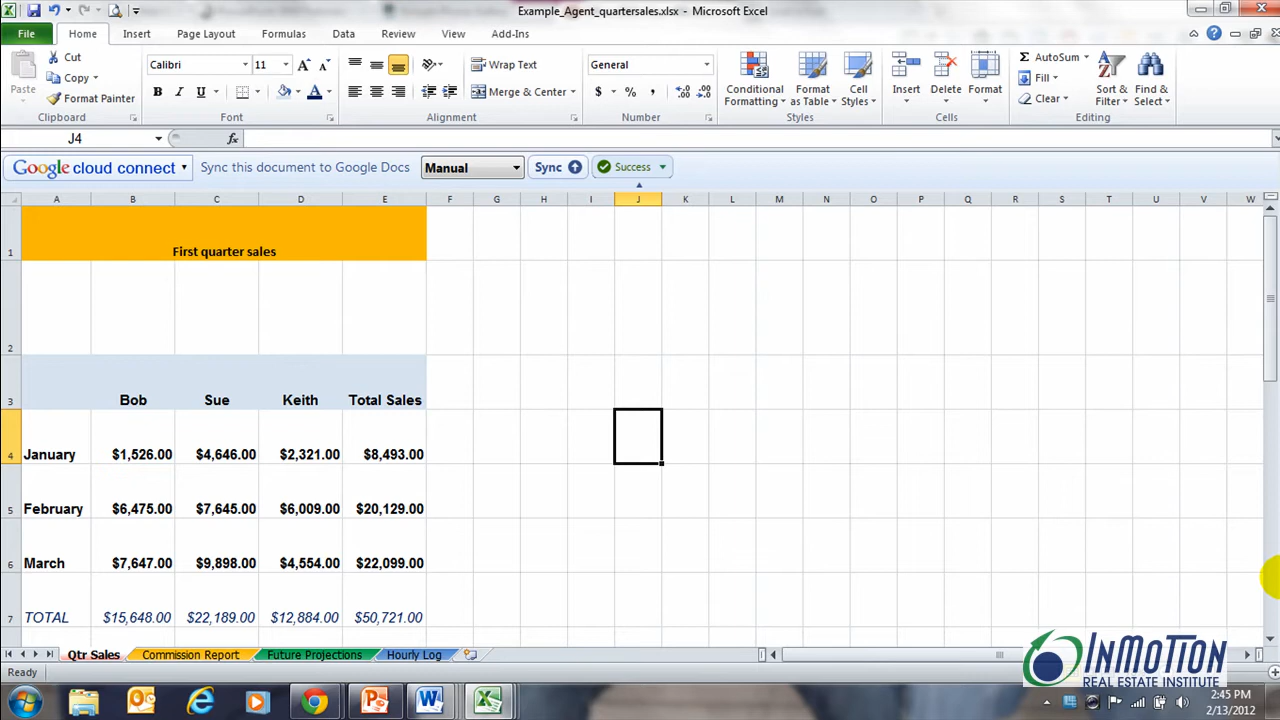 Example_Agent_quartersales.xlsx - Microsoft Excel
File Home Insert Page Layout Formulas Data Review View Add-Ins
Cut
Copy
Format Painter
Paste
Clipboard
Calibri 11
B I U A
Font
Wrap Text
Merge & Center
Alignment
General
$ % ,
Number
Conditional Formatting
Format as Table
Cell Styles
Styles
Insert Delete Format
Cells
AutoSum
Fill
Clear
Sort & Filter
Find & Select
Editing
J4 fx
Google cloud connect Sync this document to Google Docs Manual Sync Success
A B C D E F G H I J K L M N O P Q R S T U V W
1 First quarter sales
2
3 Bob Sue Keith Total Sales
4 January $1,526.00 $4,646.00 $2,321.00 $8,493.00
5 February $6,475.00 $7,645.00 $6,009.00 $20,129.00
6 March $7,647.00 $9,898.00 $4,554.00 $22,099.00
7 TOTAL $15,648.00 $22,189.00 $12,884.00 $50,721.00
Qtr Sales Commission Report Future Projections Hourly Log
Ready
INMOTION
REAL ESTATE INSTITUTE
2:45 PM
2/13/2012